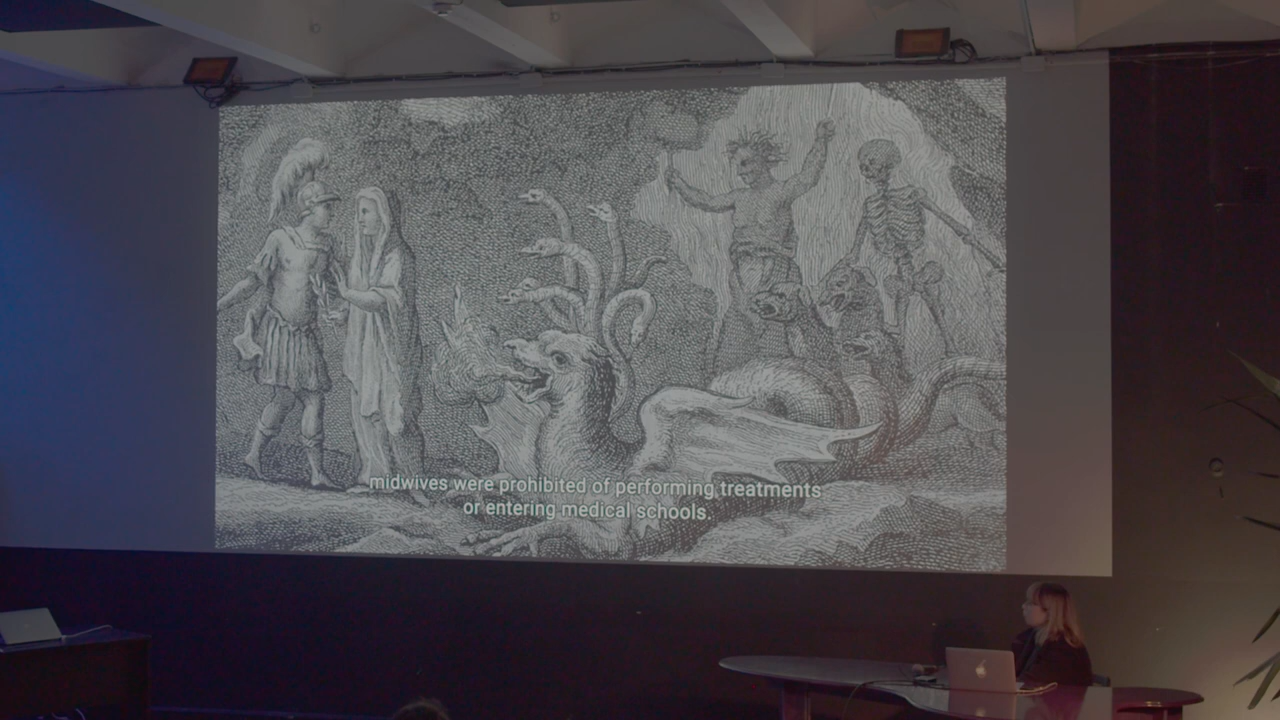 midwives were prohibited of performing treatments
or entering medical schools.